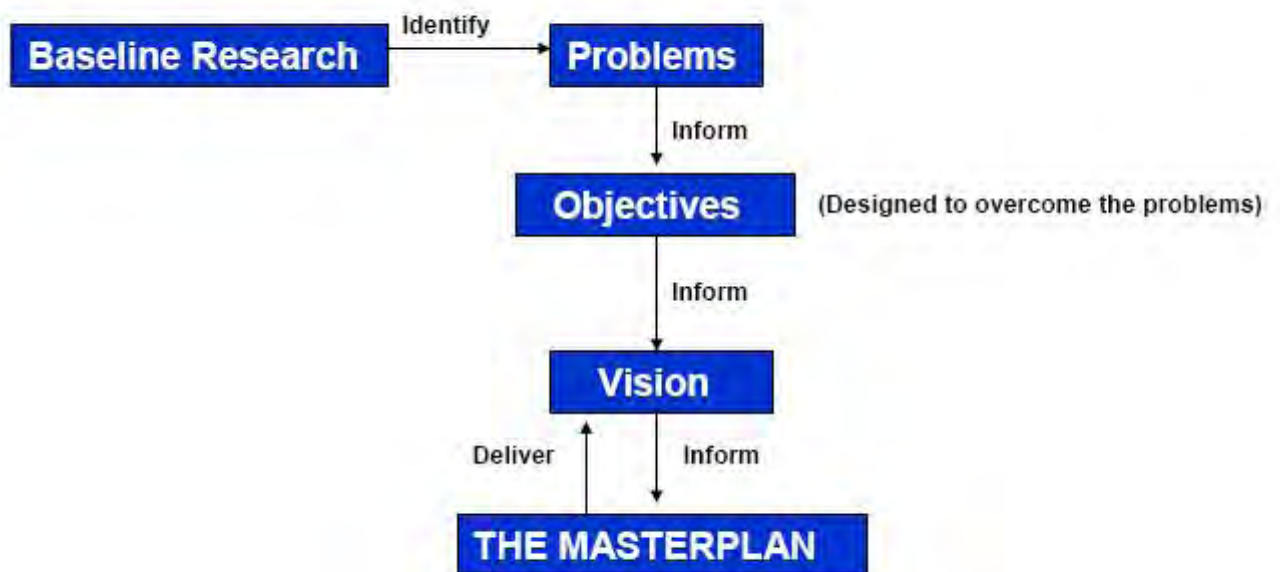 Identify
Baseline Research
Problems
Inform
Objectives
(Designed to overcome the problems)
Inform
Vision
Deliver
Inform
THE MASTERPLAN